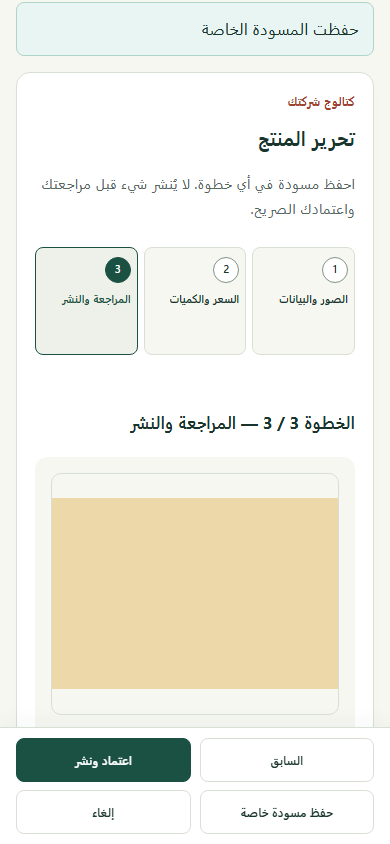 حفظت المسودة الخاصة
كتالوج شركتك
تحرير المنتج
احفظ مسودة في أي خطوة. لا يُنشر شيء قبل مراجعتك
واعتمادك الصريح.
1
الصور والبيانات
2
السعر والكميات
3
المراجعة والنشر
الخطوة 3 / 3 — المراجعة والنشر
السابق
اعتماد ونشر
حفظ مسودة خاصة
إلغاء